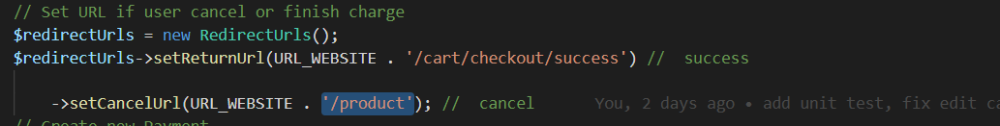 // Set URL if user cancel or finish charge
$redirectUrls = new RedirectUrls();
$redirectUrls->setReturnUrl(URL_WEBSITE . '/cart/checkout/success') //  success
->setCancelUrl(URL_WEBSITE . '/product'); //  cancel You, 2 days ago • add unit test, fix edit ca
// Create new Payment